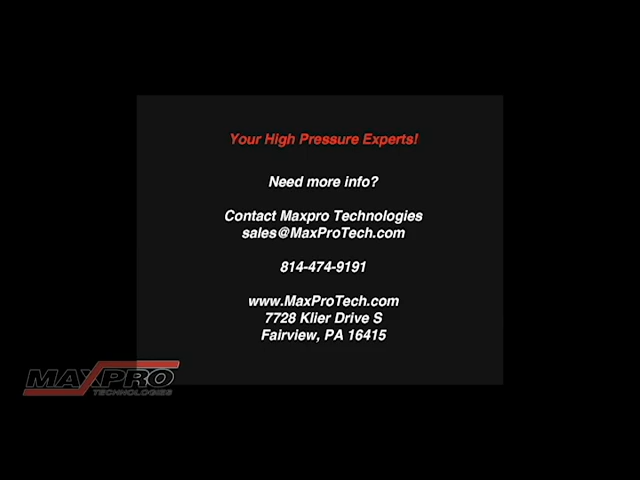 Your High Pressure Experts!
Need more info?
Contact Maxpro Technologies
sales@MaxProTech.com
814-474-9191
www.MaxProTech.com
7728 Klier Drive S
Fairview, PA 16415
MAXPRO
TECHNOLOGIES